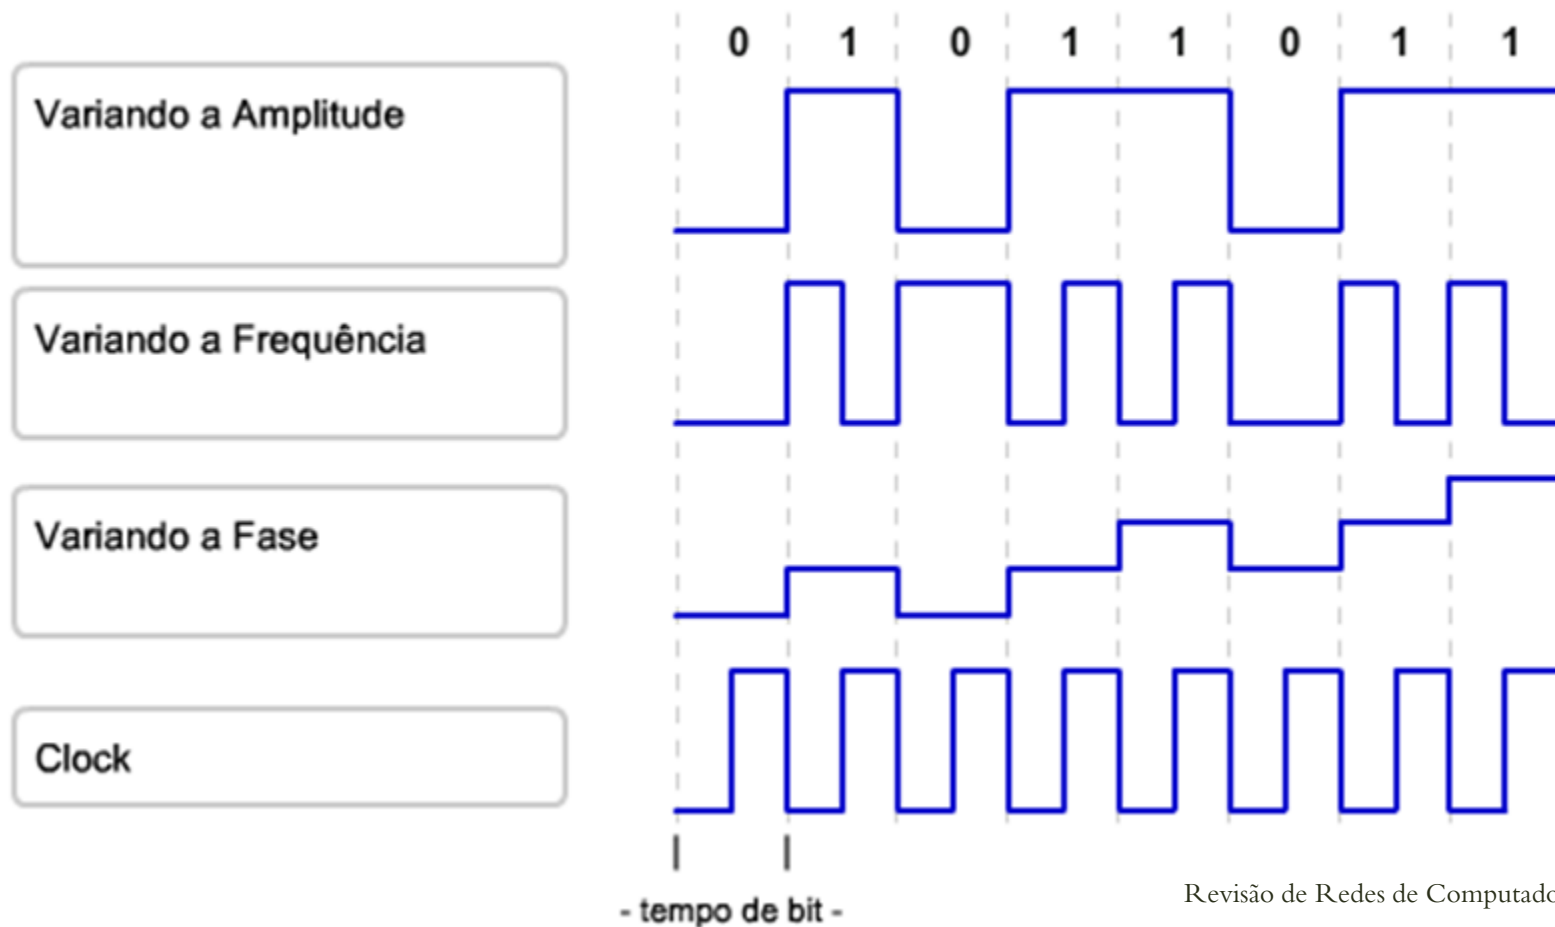 0 1 0 1 1 0 1 1
Variando a Amplitude
Variando a Frequência
Variando a Fase
Clock
- tempo de bit -
Revisão de Redes de